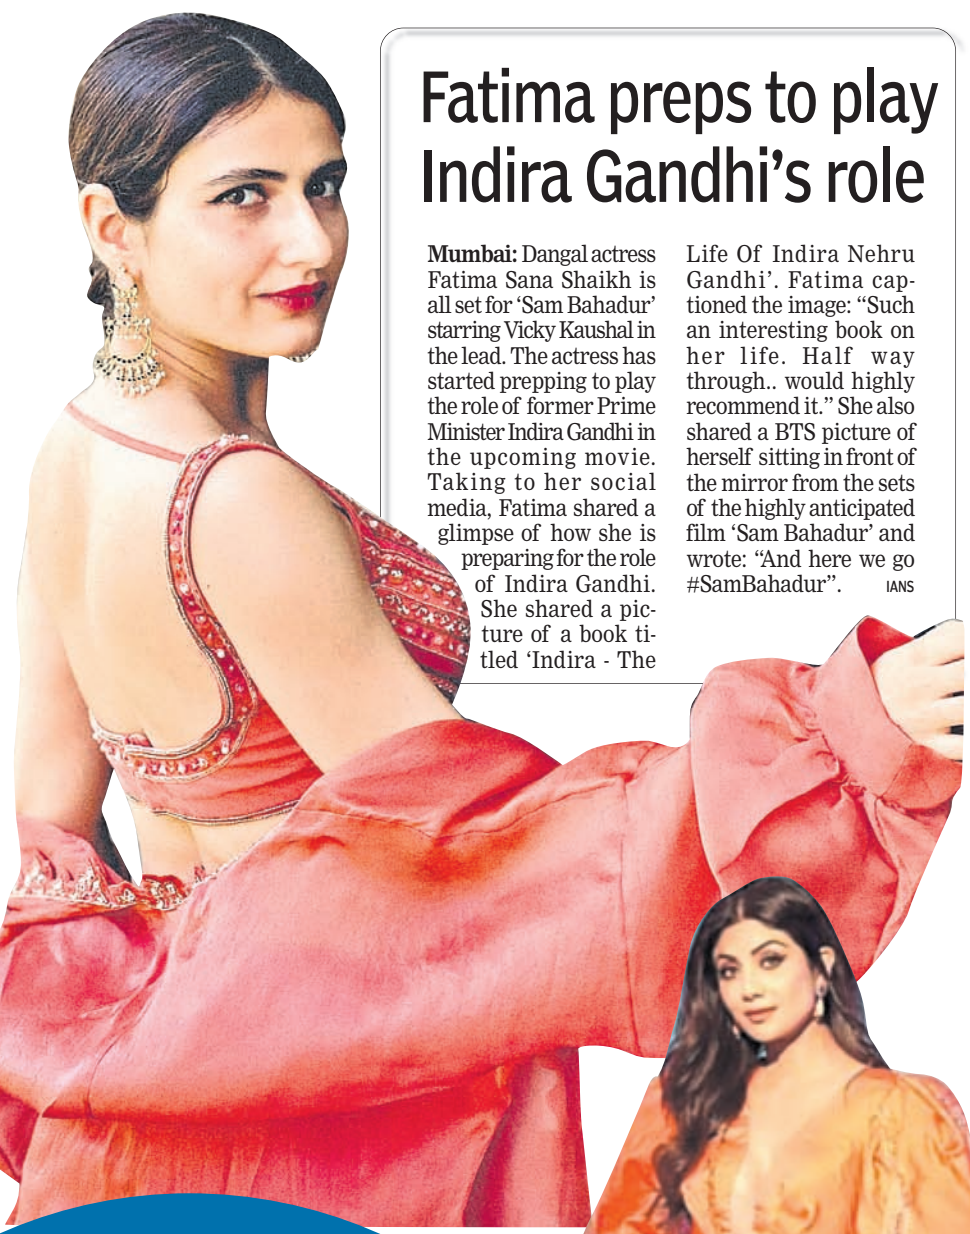 Fatima preps to play
Indira Gandhi’s role
Mumbai: Dangal actress
Fatima Sana Shaikh is
all set for ‘Sam Bahadur’
starring Vicky Kaushal in
the lead. The actress has
started prepping to play
the role of former Prime
Minister Indira Gandhi in
the upcoming movie.
Taking to her social
media, Fatima shared a
glimpse of how she is
preparing for the role
of Indira Gandhi.
She shared a pic-
ture of a book ti-
tled ‘Indira - The
Life Of Indira Nehru
Gandhi’. Fatima cap-
tioned the image: “Such
an interesting book on
her life. Half way
through.. would highly
recommend it.” She also
shared a BTS picture of
herself sitting in front of
the mirror from the sets
of the highly anticipated
film ‘Sam Bahadur’ and
wrote: “And here we go
#SamBahadur”. IANS